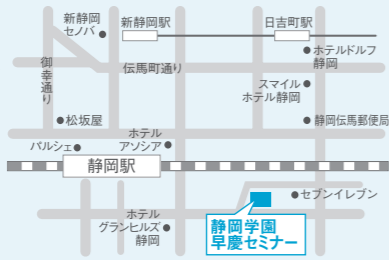 新静岡
セノバ
新静岡駅
日吉町駅
ホテルドルフ
静岡
御幸通り
伝馬町通り
スマイル
ホテル静岡
松坂屋
静岡伝馬郵便局
パルシェ
ホテル
アソシア
静岡駅
セブンイレブン
静岡学園
早慶セミナー
ホテル
グランヒルズ
静岡